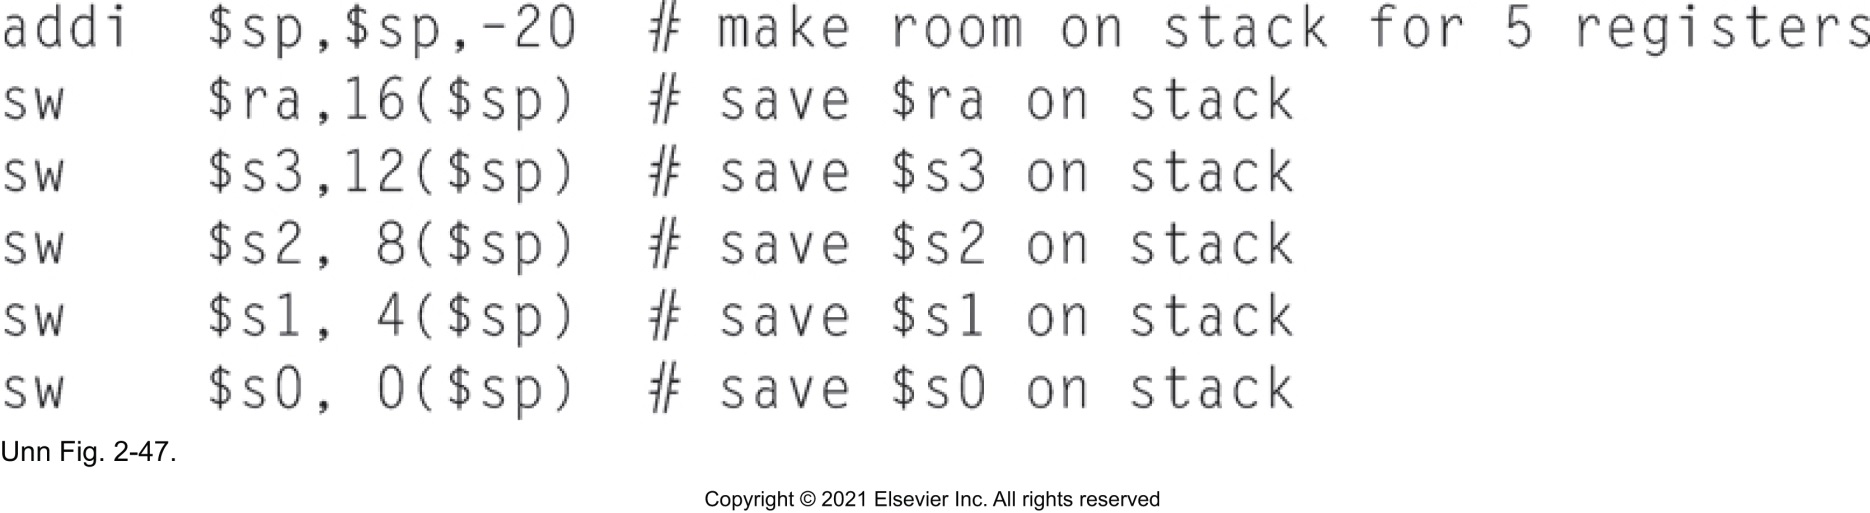 addi $sp,$sp,-20 # make room on stack for 5 registers
sw $ra,16($sp) # save $ra on stack
sw $s3,12($sp) # save $s3 on stack
sw $s2, 8($sp) # save $s2 on stack
sw $s1, 4($sp) # save $s1 on stack
sw $s0, 0($sp) # save $s0 on stack
Unn Fig. 2-47.
Copyright © 2021 Elsevier Inc. All rights reserved